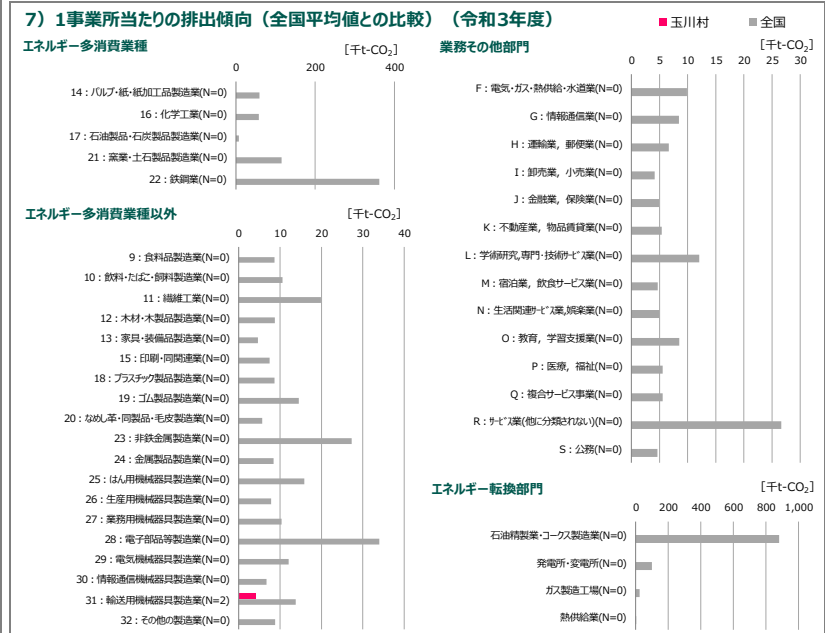 7）1事業所当たりの排出傾向（全国平均値との比較）（令和3年度）
■玉川村 ■全国
エネルギー多消費業種
[千t-CO₂]
0 200 400
14：パルプ・紙・紙加工品製造業(N=0)
16：化学工業(N=0)
17：石油製品・石炭製品製造業(N=0)
21：窯業・土石製品製造業(N=0)
22：鉄鋼業(N=0)
エネルギー多消費業種以外
[千t-CO₂]
0 10 20 30 40
9：食料品製造業(N=0)
10：飲料・たばこ・飼料製造業(N=0)
11：繊維工業(N=0)
12：木材・木製品製造業(N=0)
13：家具・装備品製造業(N=0)
15：印刷・同関連業(N=0)
18：プラスチック製品製造業(N=0)
19：ゴム製品製造業(N=0)
20：なめし革・同製品・毛皮製造業(N=0)
23：非鉄金属製造業(N=0)
24：金属製品製造業(N=0)
25：はん用機械器具製造業(N=0)
26：生産用機械器具製造業(N=0)
27：業務用機械器具製造業(N=0)
28：電子部品等製造業(N=0)
29：電気機械器具製造業(N=0)
30：情報通信機械器具製造業(N=0)
31：輸送用機械器具製造業(N=2)
32：その他の製造業(N=0)
業務その他部門
[千t-CO₂]
0 5 10 15 20 25 30
F：電気・ガス・熱供給・水道業(N=0)
G：情報通信業(N=0)
H：運輸業，郵便業(N=0)
I：卸売業，小売業(N=0)
J：金融業，保険業(N=0)
K：不動産業，物品賃貸業(N=0)
L：学術研究,専門・技術ｻｰﾋﾞｽ業(N=0)
M：宿泊業，飲食サービス業(N=0)
N：生活関連ｻｰﾋﾞｽ業,娯楽業(N=0)
O：教育，学習支援業(N=0)
P：医療，福祉(N=0)
Q：複合サービス事業(N=0)
R：ｻｰﾋﾞｽ業(他に分類されない)(N=0)
S：公務(N=0)
エネルギー転換部門
[千t-CO₂]
0 200 400 600 800 1,000
石油精製業・コークス製造業(N=0)
発電所・変電所(N=0)
ガス製造工場(N=0)
熱供給業(N=0)